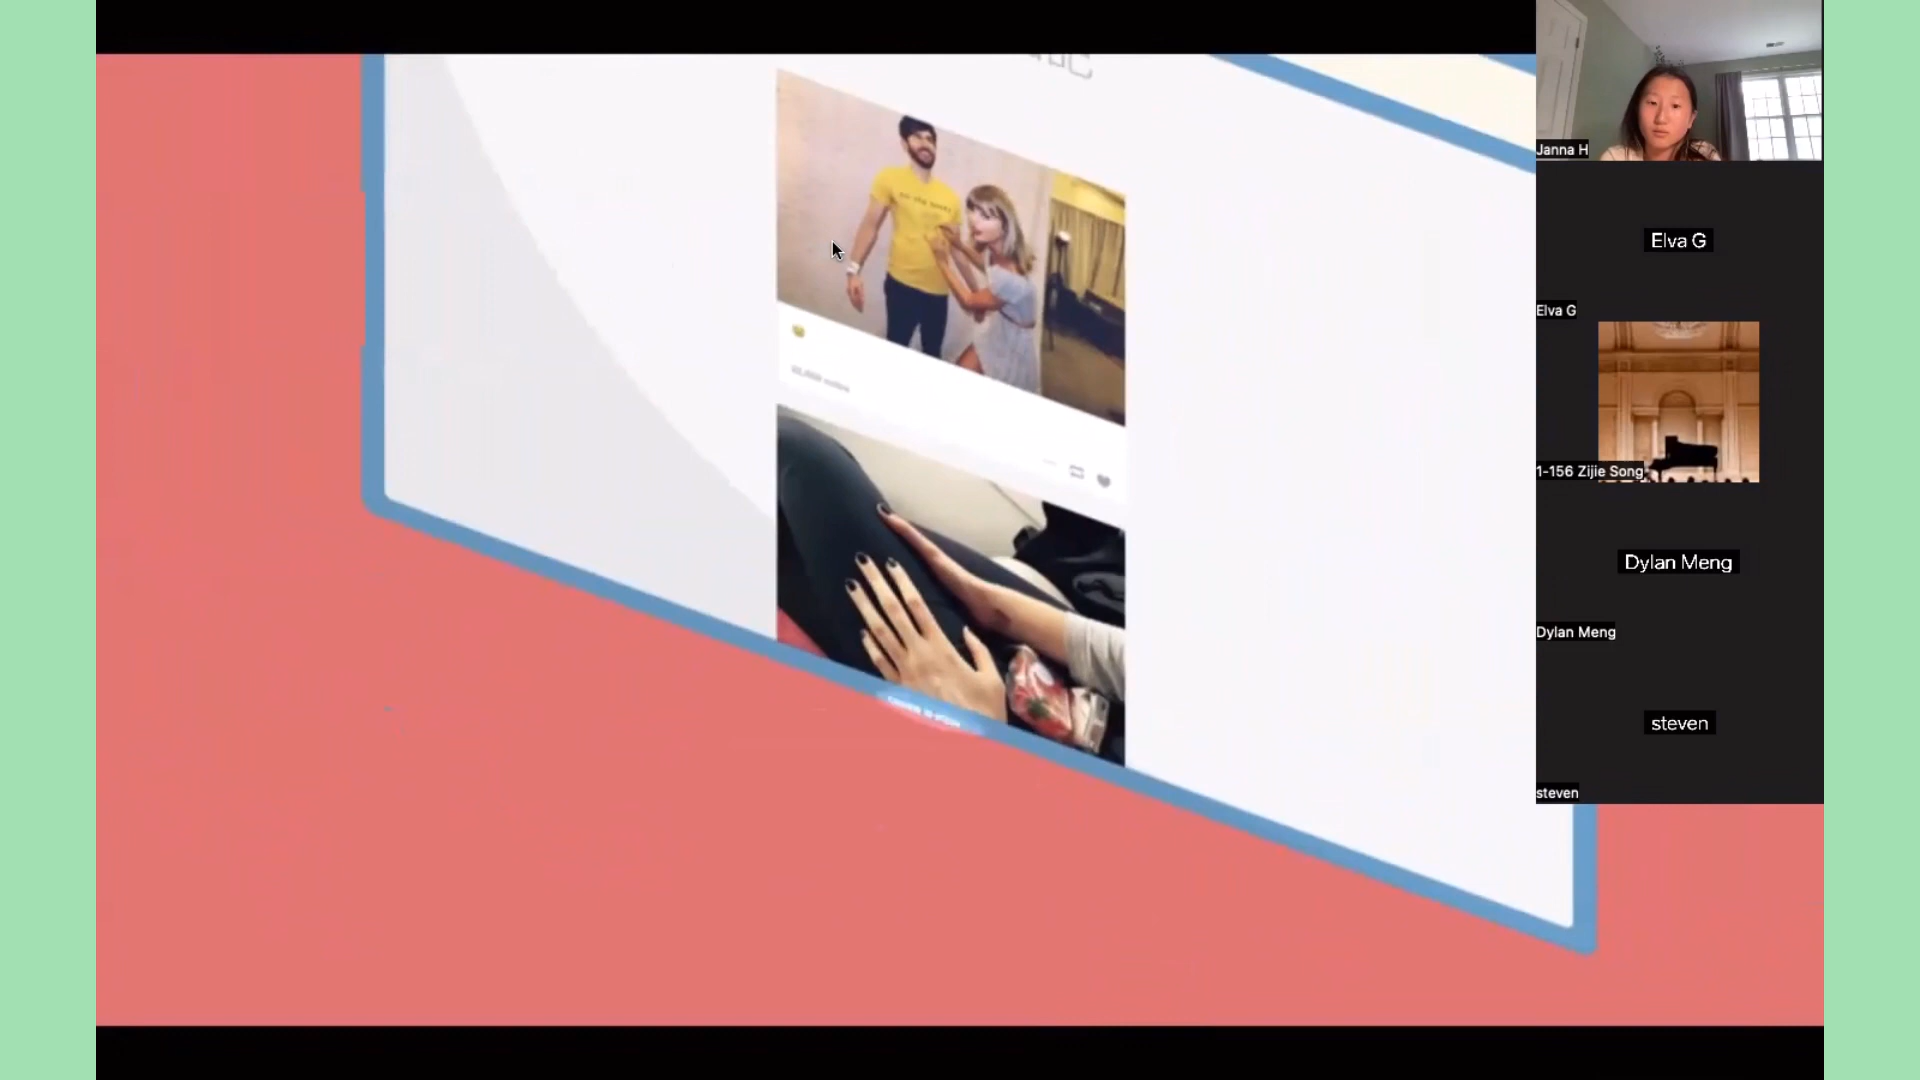 Janna H
Elva G
Elva G
1-156 Zijie Song
Dylan Meng
Dylan Meng
steven
steven